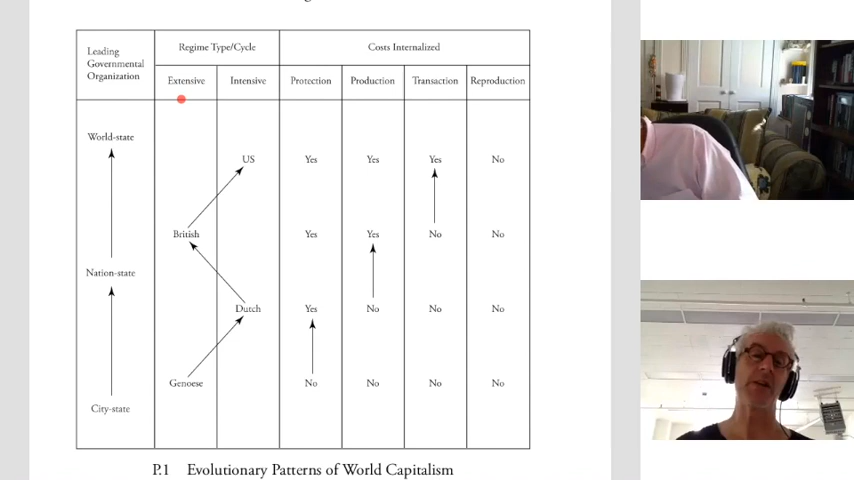 Leading
Governmental
Organization
Regime Type/Cycle
Costs Internalized
Extensive
Intensive
Protection
Production
Transaction
Reproduction
World-state
US
Yes
Yes
Yes
No
British
Yes
Yes
No
No
Nation-state
Dutch
Yes
No
No
No
Genoese
No
No
No
No
City-state
P.1 Evolutionary Patterns of World Capitalism